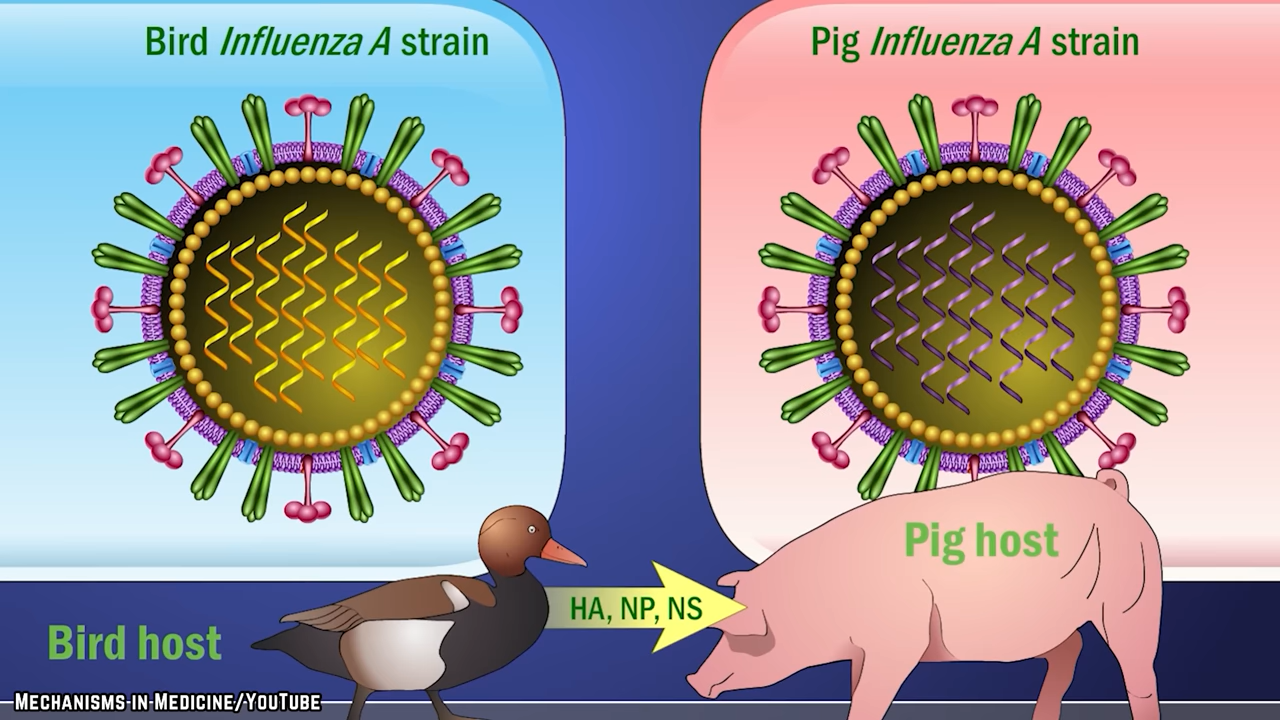 Bird Influenza A strain
Pig Influenza A strain
Pig host
HA, NP, NS
Bird host
MECHANISMS IN MEDICINE/YOUTUBE